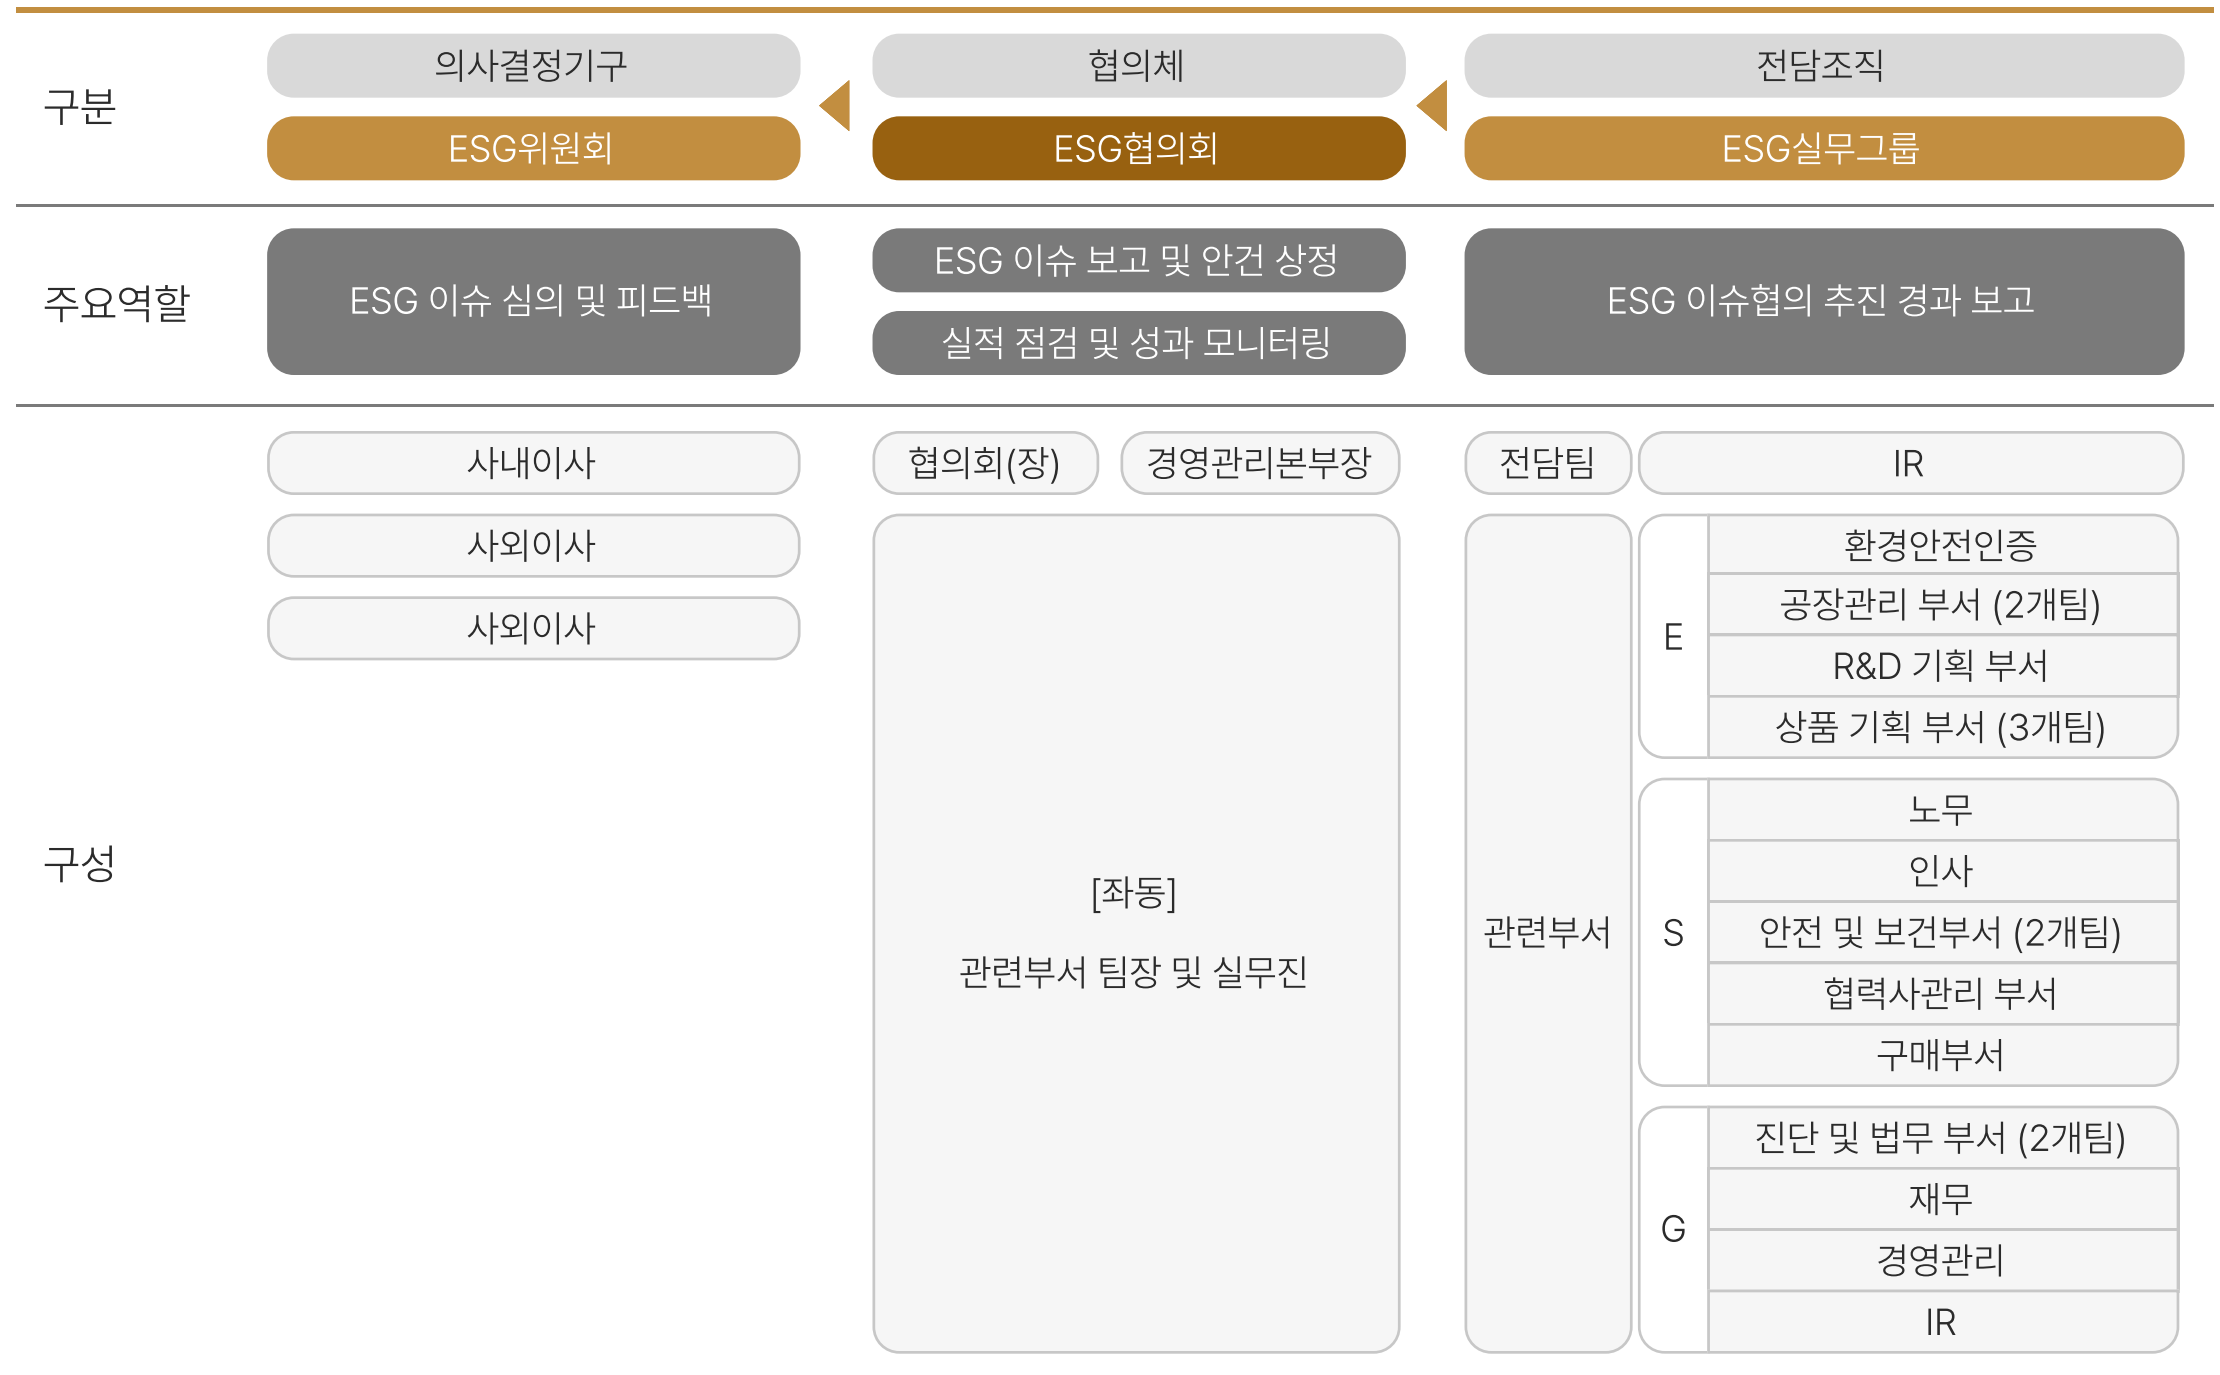 구분
의사결정기구
협의체
전담조직
ESG위원회
ESG협의회
ESG실무그룹
주요역할
ESG 이슈 심의 및 피드백
ESG 이슈 보고 및 안건 상정
실적 점검 및 성과 모니터링
ESG 이슈협의 추진 경과 보고
구성
사내이사
사외이사
사외이사
협의회(장)
경영관리본부장
[좌동]
관련부서 팀장 및 실무진
전담팀
IR
관련부서
E
환경안전인증
공장관리 부서 (2개팀)
R&D 기획 부서
상품 기획 부서 (3개팀)
S
노무
인사
안전 및 보건부서 (2개팀)
협력사관리 부서
구매부서
G
진단 및 법무 부서 (2개팀)
재무
경영관리
IR